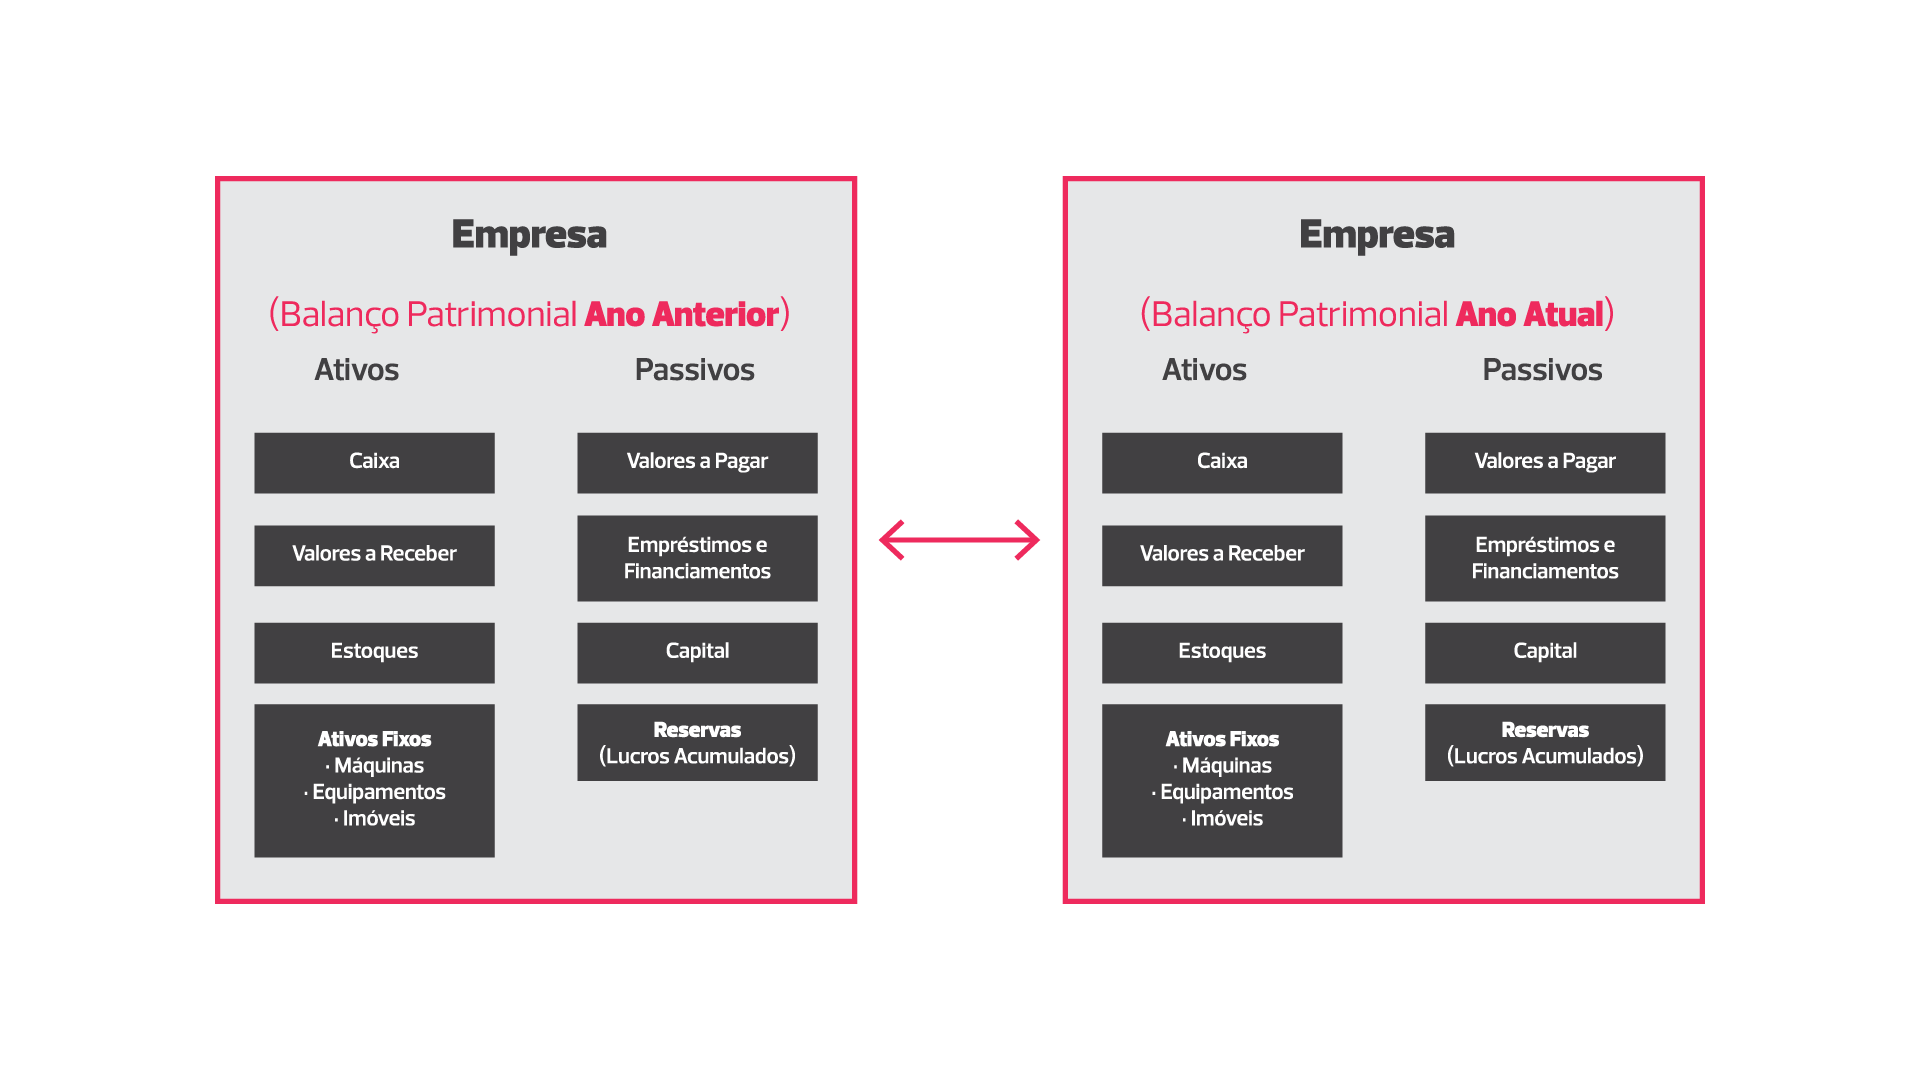 Empresa
(Balanço Patrimonial Ano Anterior)
Ativos
Passivos
Caixa
Valores a Receber
Estoques
Ativos Fixos
· Máquinas
· Equipamentos
· Imóveis
Valores a Pagar
Empréstimos e
Financiamentos
Capital
Reservas
(Lucros Acumulados)
Empresa
(Balanço Patrimonial Ano Atual)
Ativos
Passivos
Caixa
Valores a Receber
Estoques
Ativos Fixos
· Máquinas
· Equipamentos
· Imóveis
Valores a Pagar
Empréstimos e
Financiamentos
Capital
Reservas
(Lucros Acumulados)